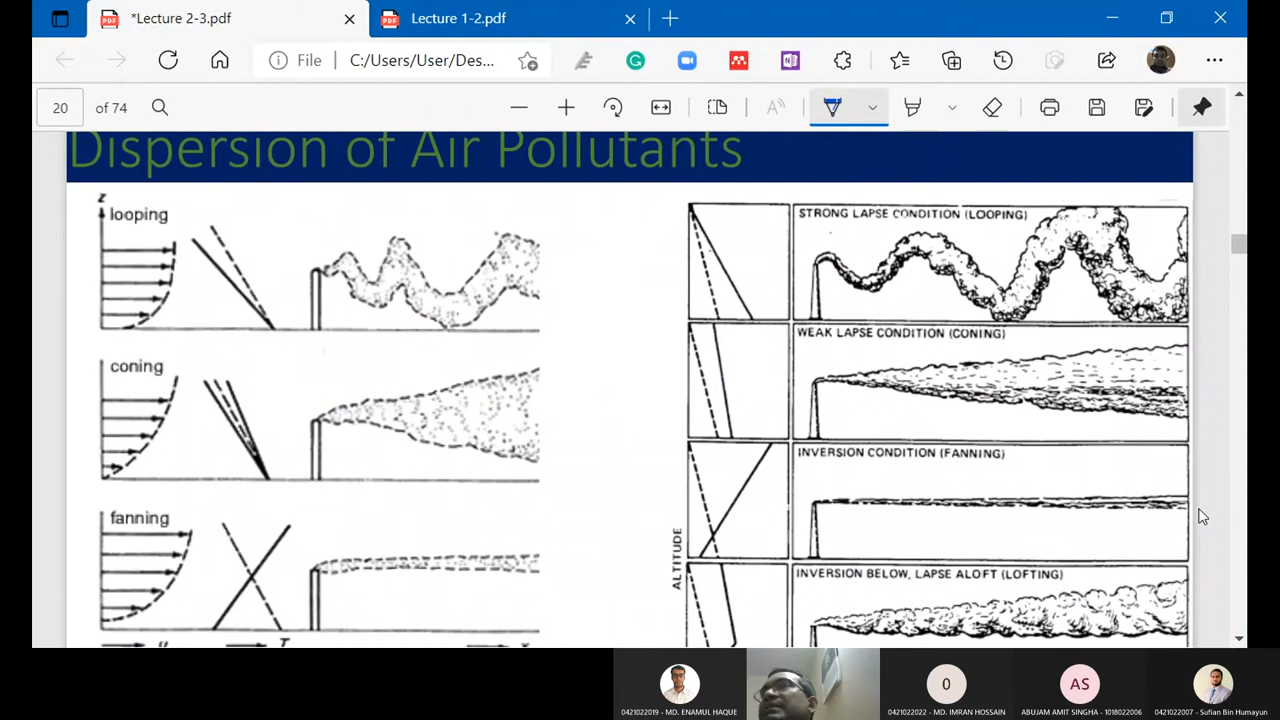 *Lecture 2-3.pdf
Lecture 1-2.pdf
File
C:/Users/User/Des...
20
of 74
Dispersion of Air Pollutants
z
looping
STRONG LAPSE CONDITION (LOOPING)
coning
WEAK LAPSE CONDITION (CONING)
fanning
INVERSION CONDITION (FANNING)
ALTITUDE
INVERSION BELOW, LAPSE ALOFT (LOFTING)
0421022019 - MD. ENAMUL HAQUE
0
0421022022 - MD. IMRAN HOSSAIN
AS
ABUJAM AMIT SINGHA - 1018022006
0421022007 - Sufian Bin Humayun